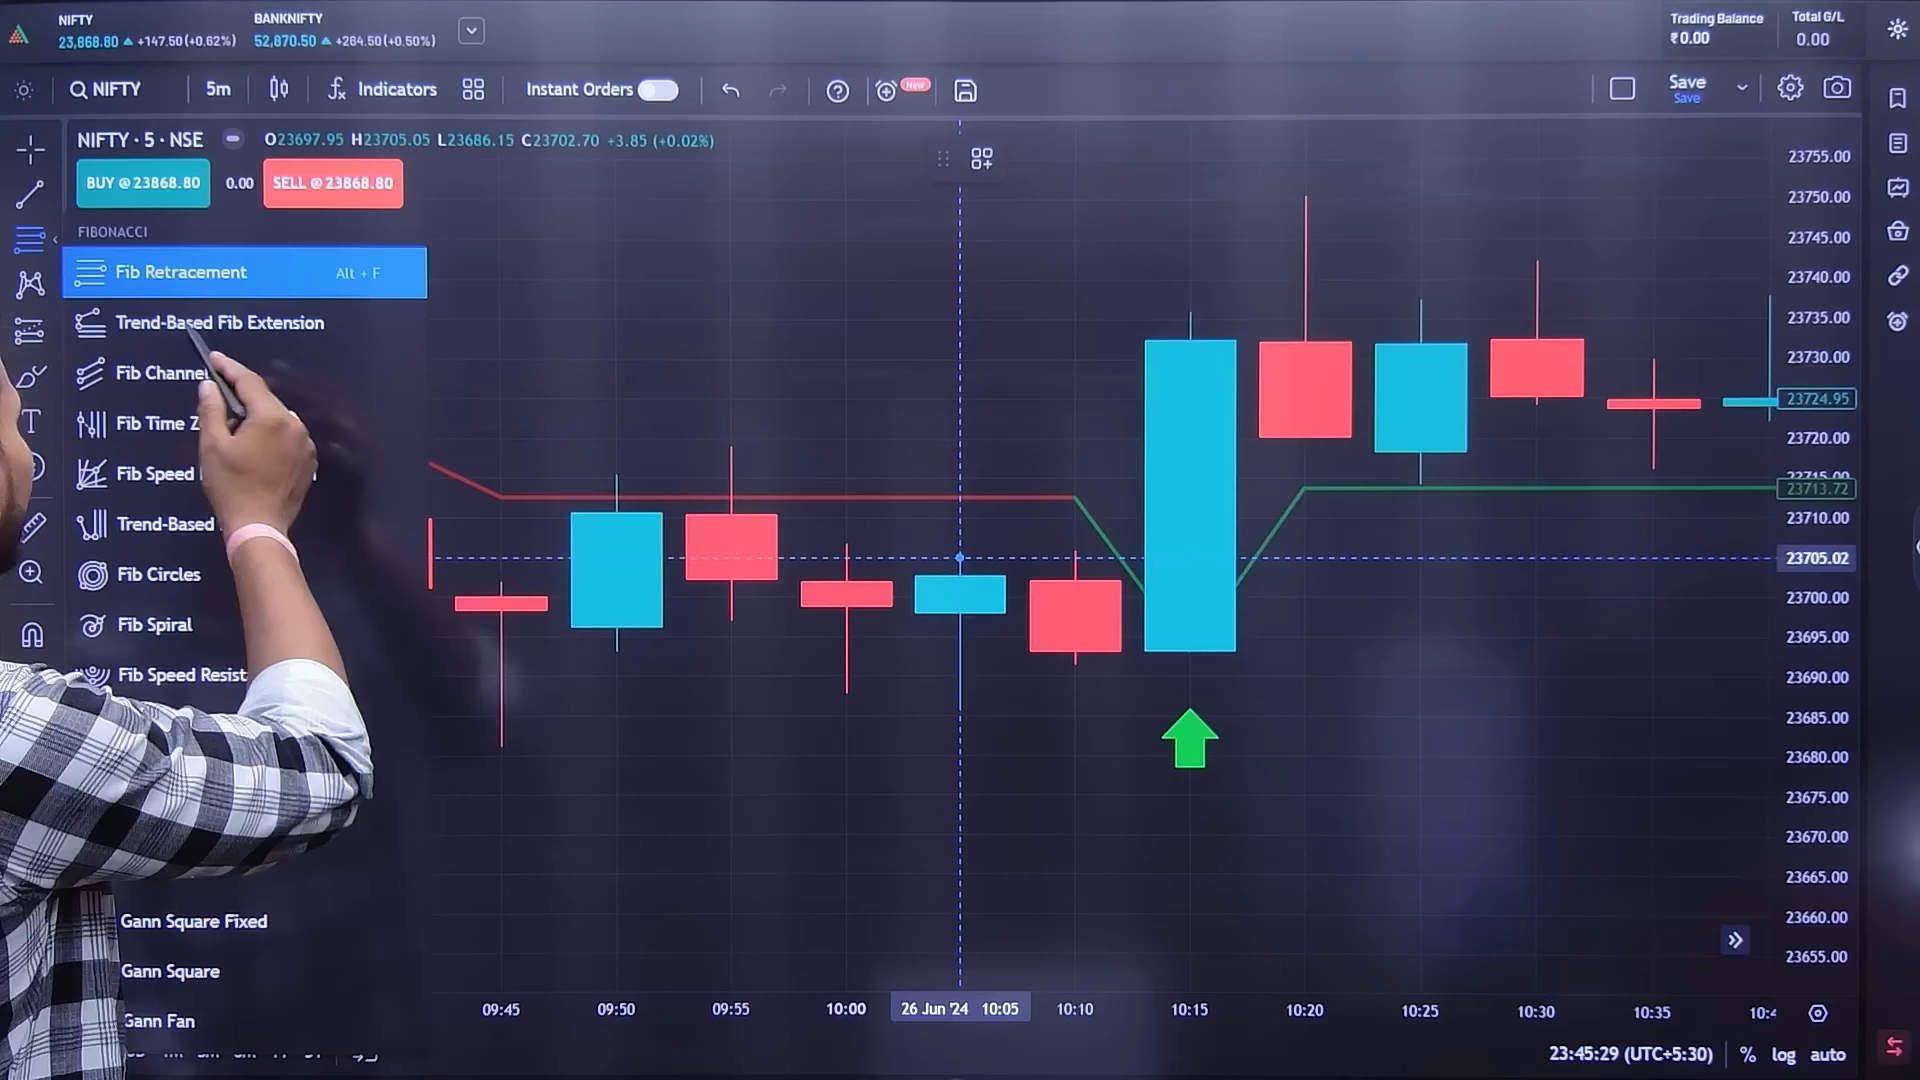 NIFTY
23,868.80 +147.50(+0.62%)
BANKNIFTY
52,870.50 +264.50(+0.50%)
Trading Balance
₹0.00
Total G/L
0.00
NIFTY
5m
Indicators
Instant Orders
New
Save
Save
NIFTY · 5 · NSE
O23697.95 H23705.05 L23686.15 C23702.70 +3.85 (+0.02%)
BUY @ 23868.80
0.00
SELL @ 23868.80
FIBONACCI
Fib Retracement Alt + F
Trend-Based Fib Extension
Fib Channel
Fib Time
Fib Speed
Trend-Based
Fib Circles
Fib Spiral
Fib Speed Resist
Gann Square Fixed
Gann Square
Gann Fan
23755.00
23750.00
23745.00
23740.00
23735.00
23730.00
23724.95
23720.00
23715.00
23713.72
23710.00
23705.02
23700.00
23695.00
23690.00
23685.00
23680.00
23675.00
23670.00
23665.00
23660.00
23655.00
09:45
09:50
09:55
10:00
26 Jun '24 10:05
10:10
10:15
10:20
10:25
10:30
10:35
23:45:29 (UTC+5:30)
%
log
auto